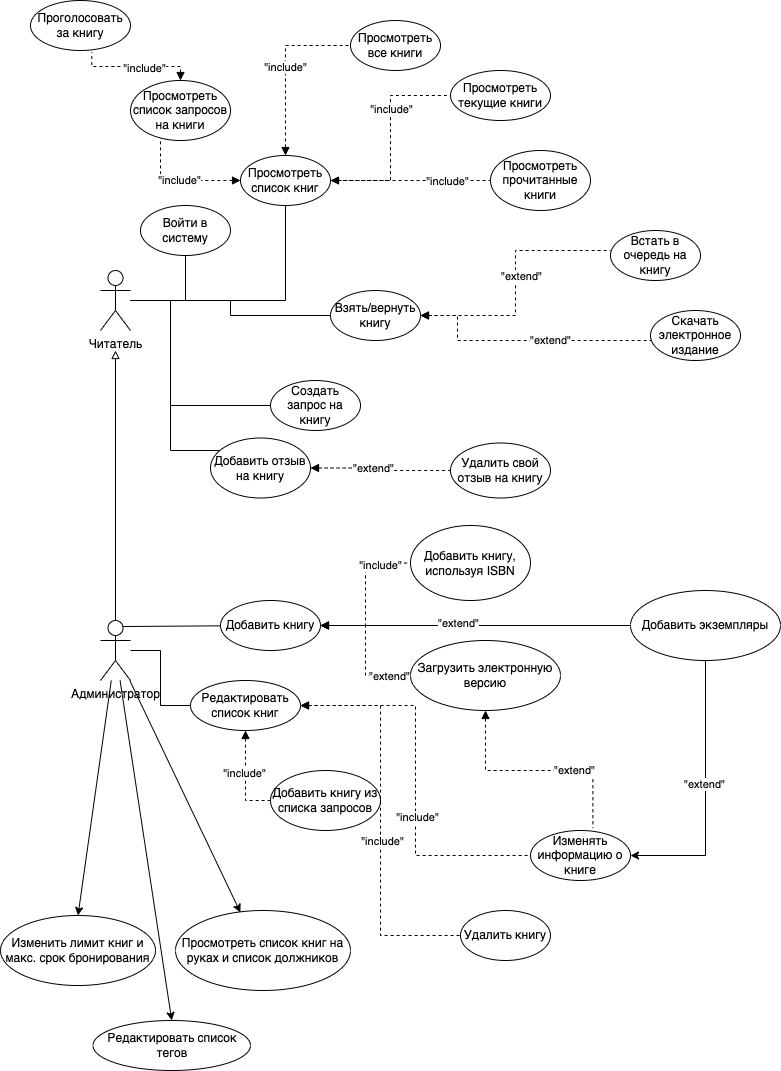 Проголосовать
за книгу
"include"
Просмотреть
список запросов
на книги
"include"
Просмотреть
все книги
"include"
Просмотреть
текущие книги
"include"
Просмотреть
список книг
"include"
Просмотреть
прочитанные
книги
Войти в
систему
Читатель
Взять/вернуть
книгу
"extend"
Встать в
очередь на
книгу
"extend"
Скачать
электронное
издание
Создать
запрос на
книгу
Добавить отзыв
на книгу
"extend"
Удалить свой
отзыв на книгу
"include"
Добавить книгу,
используя ISBN
Добавить книгу
"extend"
Добавить экземпляры
"extend"
Загрузить электронную
версию
Администратор
Редактировать
список книг
"include"
Добавить книгу из
списка запросов
"extend"
"extend"
"include"
"include"
Изменять
информацию о
книге
Удалить книгу
Изменить лимит книг и
макс. срок бронирования
Просмотреть список книг на
руках и список должников
Редактировать список
тегов